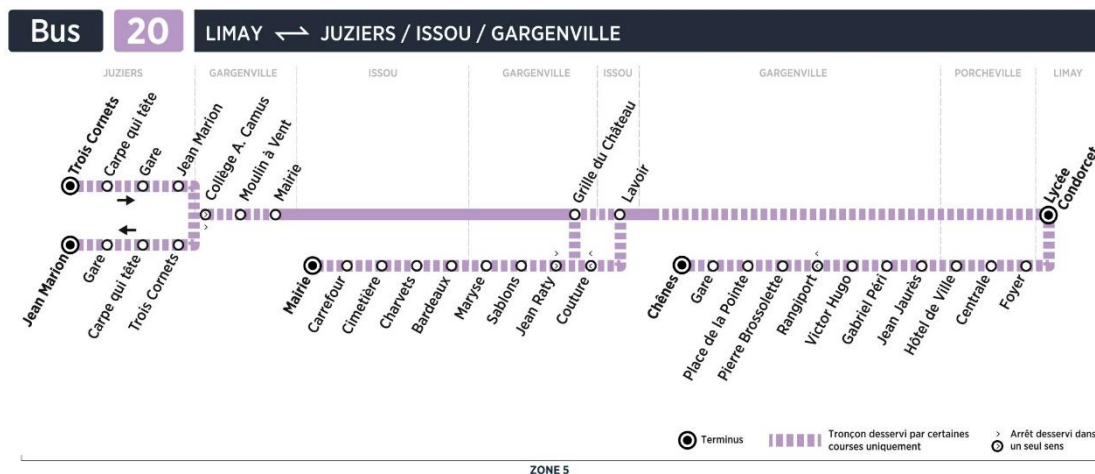 Bus 20 LIMAY ⟷ JUZIERS / ISSOU / GARGENVILLE
JUZIERS
GARGENVILLE
ISSOU
GARGENVILLE
ISSOU
GARGENVILLE
PORCHEVILLE
LIMAY
Trois Cornets
Carpe qui tête
Gare
Jean Marion
Collège A. Camus
Moulin à Vent
Mairie
Grille du Château
Lavoir
Lycée
Condorcet
Jean Marion
Gare
Carpe qui tête
Trois Cornets
Mairie
Carrefour
Cimetière
Charvets
Bardeaux
Maryse
Sablons
Jean Raty
Couture
Chênes
Gare
Place de la Pointe
Pierre Brossolette
Rangiport
Victor Hugo
Gabriel Péri
Jean Jaurès
Hôtel de Ville
Centrale
Foyer
Terminus
Tronçon desservi par certaines
courses uniquement
Arrêt desservi dans
un seul sens
ZONE 5